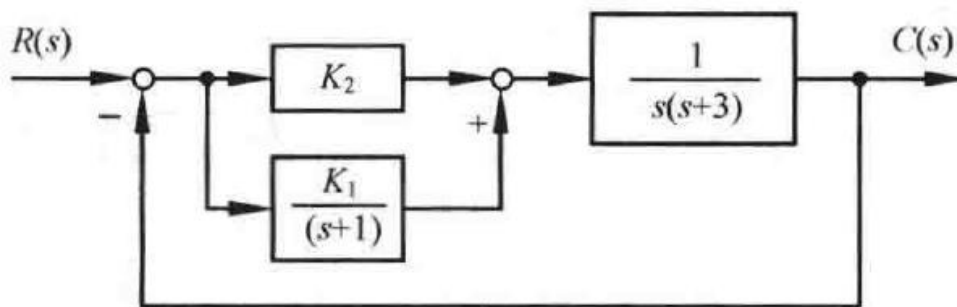 R(s)
K₂
1
s(s+3)
C(s)
−
+
K₁
(s+1)